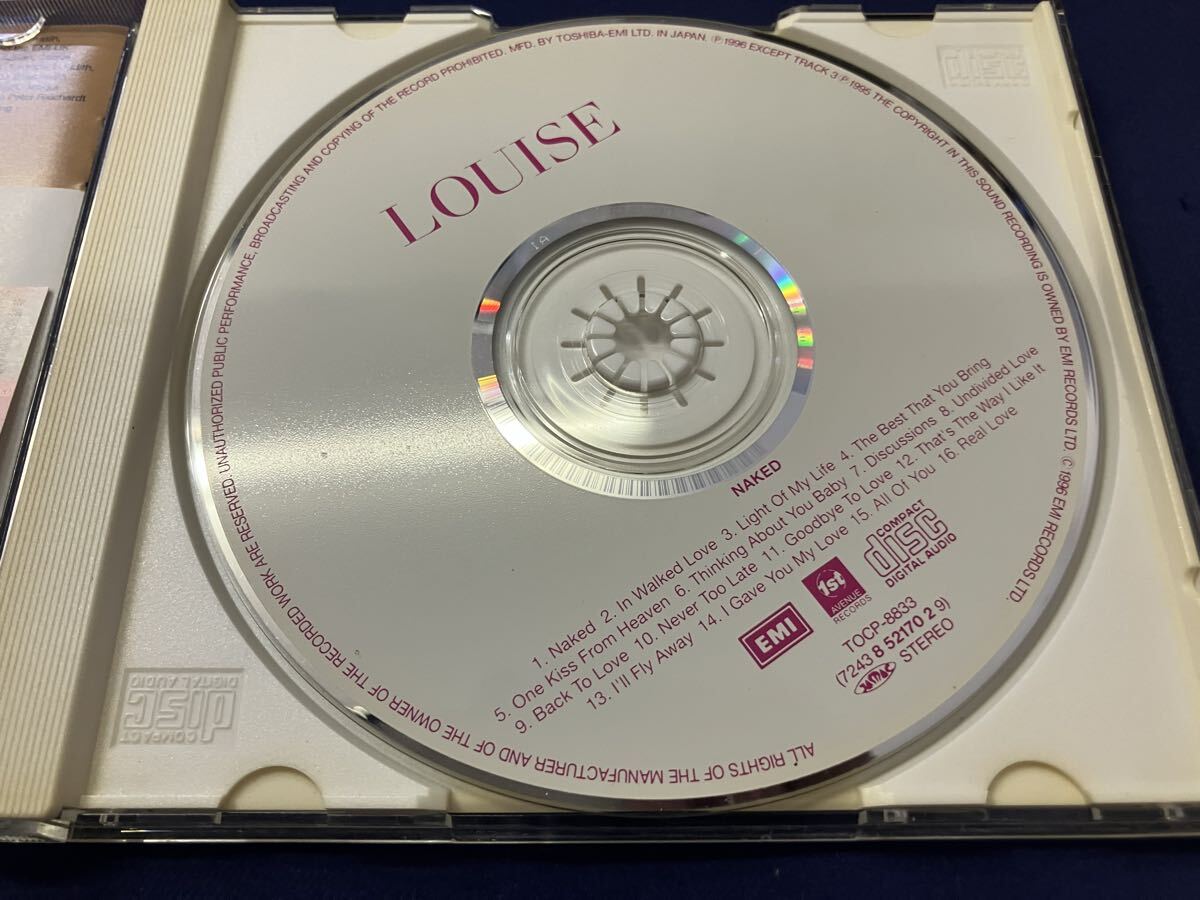 LOUISE
NAKED
1. Naked 2. In Walked Love 3. Light Of My Life 4. The Best That You Bring
5. One Kiss From Heaven 6. Thinking About You Baby 7. Discussions 8. Undivided Love
9. Back To Love 10. Never Too Late 11. Goodbye To Love 12. That's The Way I Like It
13. I'll Fly Away 14. I Gave You My Love 15. All Of You 16. Real Love
EMI
1st
AVENUE
RECORDS
COMPACT
disc
DIGITAL AUDIO
TOCP-8833
(7243 8 52170 2 9)
STEREO
ALL RIGHTS OF THE MANUFACTURER AND OF THE OWNER OF THE RECORDED WORK ARE RESERVED. UNAUTHORIZED PUBLIC PERFORMANCE, BROADCASTING AND COPYING OF THE RECORD PROHIBITED. MFD. BY TOSHIBA-EMI LTD. IN JAPAN. ℗1996 EXCEPT TRACK 3 ℗1995 THE COPYRIGHT IN THIS SOUND RECORDING IS OWNED BY EMI RECORDS LTD. ©1996 EMI RECORDS LTD.
1A
COMPACT
disc
DIGITAL AUDIO
disc
Peter Reichardt